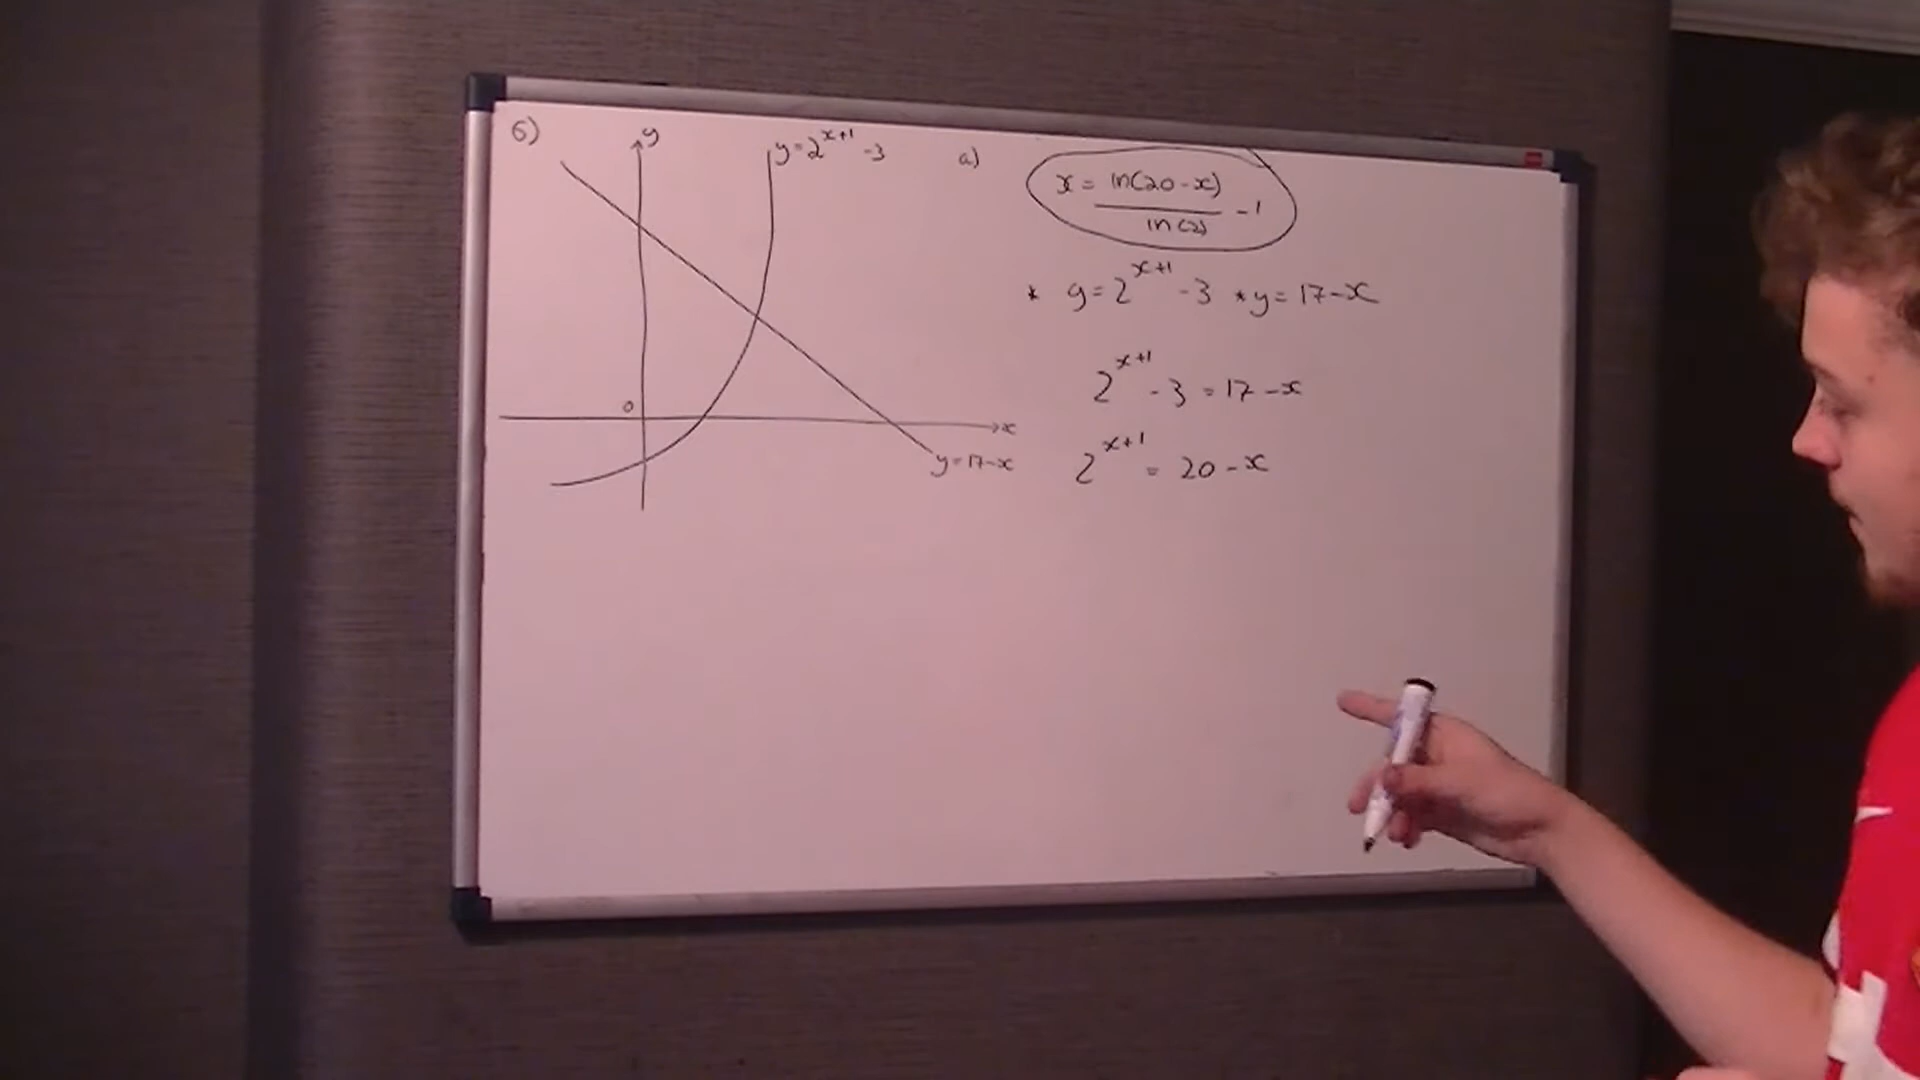 6)
y
y=2^{x+1} -3
0
x
y=17-x
a)
x = \frac{ln(20-x)}{ln(2)} -1
* y=2^{x+1} -3 * y= 17-x
2^{x+1} -3 = 17-x
2^{x+1} = 20-x